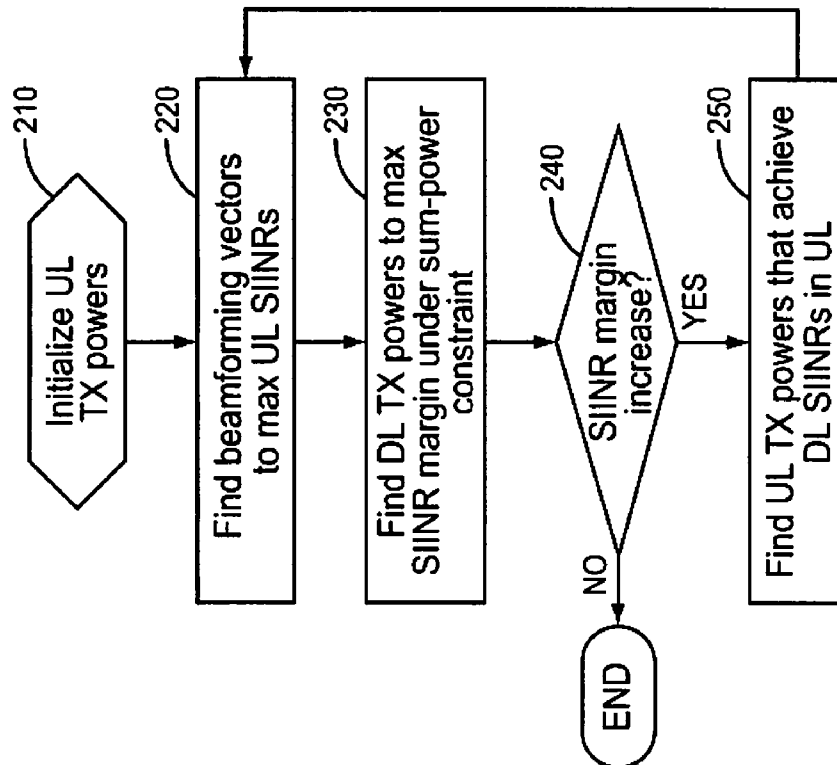 210
Initialize UL
TX powers
220
Find beamforming vectors
to max UL SIINRs
230
Find DL TX powers to max
SIINR margin under sum-power
constraint
240
SIINR margin
increase?
NO
END
YES
250
Find UL TX powers that achieve
DL SIINRs in UL